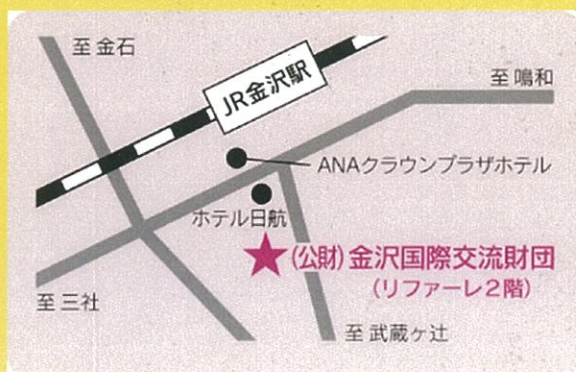 至 金石
JR金沢駅
至 鳴和
ANAクラウンプラザホテル
ホテル日航
(公財) 金沢国際交流財団
(リファーレ2階)
至 三社
至 武蔵ヶ辻